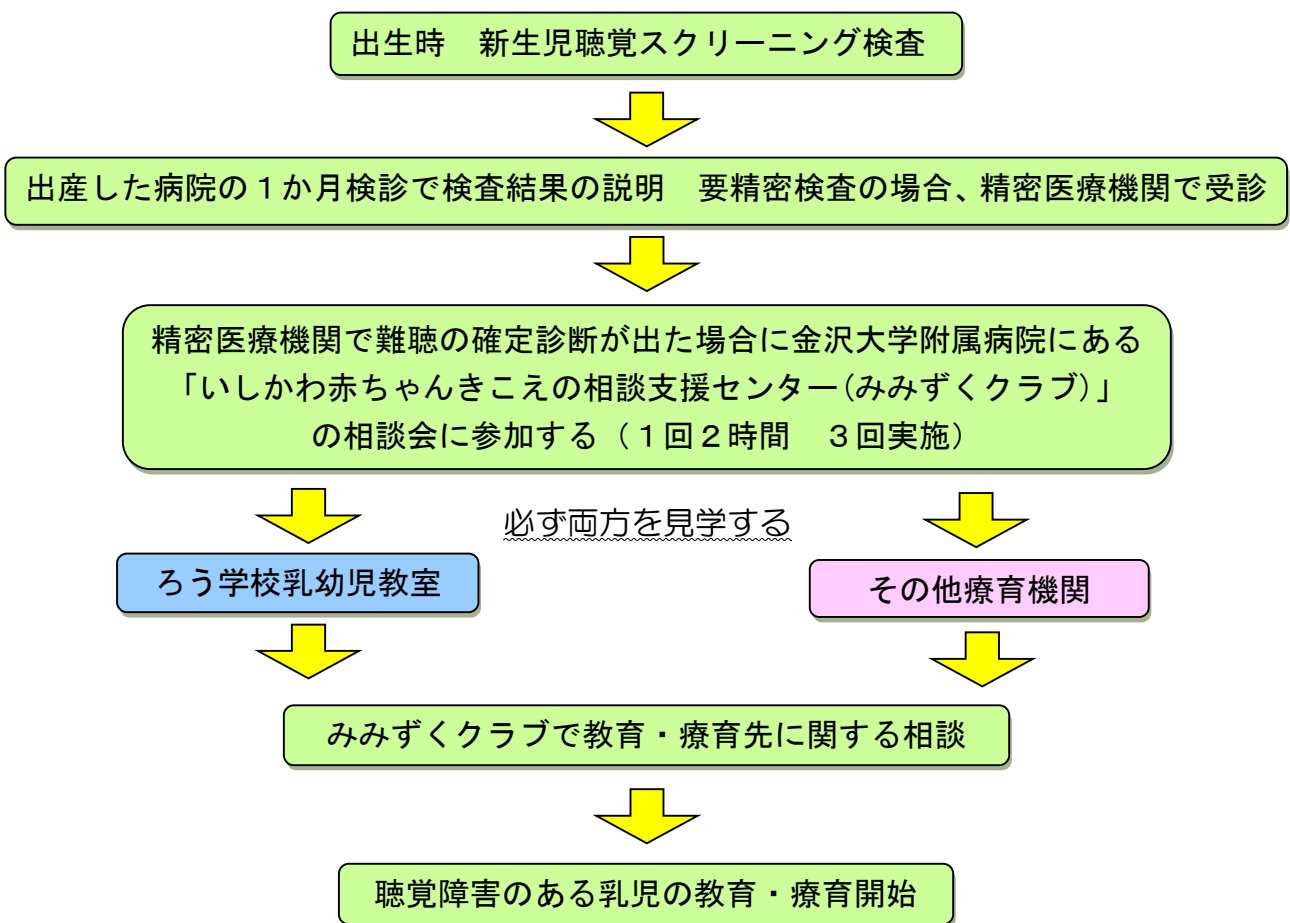 出生時　新生児聴覚スクリーニング検査
出産した病院の１か月検診で検査結果の説明　要精密検査の場合、精密医療機関で受診
精密医療機関で難聴の確定診断が出た場合に金沢大学附属病院にある
「いしかわ赤ちゃんきこえの相談支援センター(みみずくクラブ)」
の相談会に参加する（１回２時間　３回実施）
必ず両方を見学する
ろう学校乳幼児教室
その他療育機関
みみずくクラブで教育・療育先に関する相談
聴覚障害のある乳児の教育・療育開始